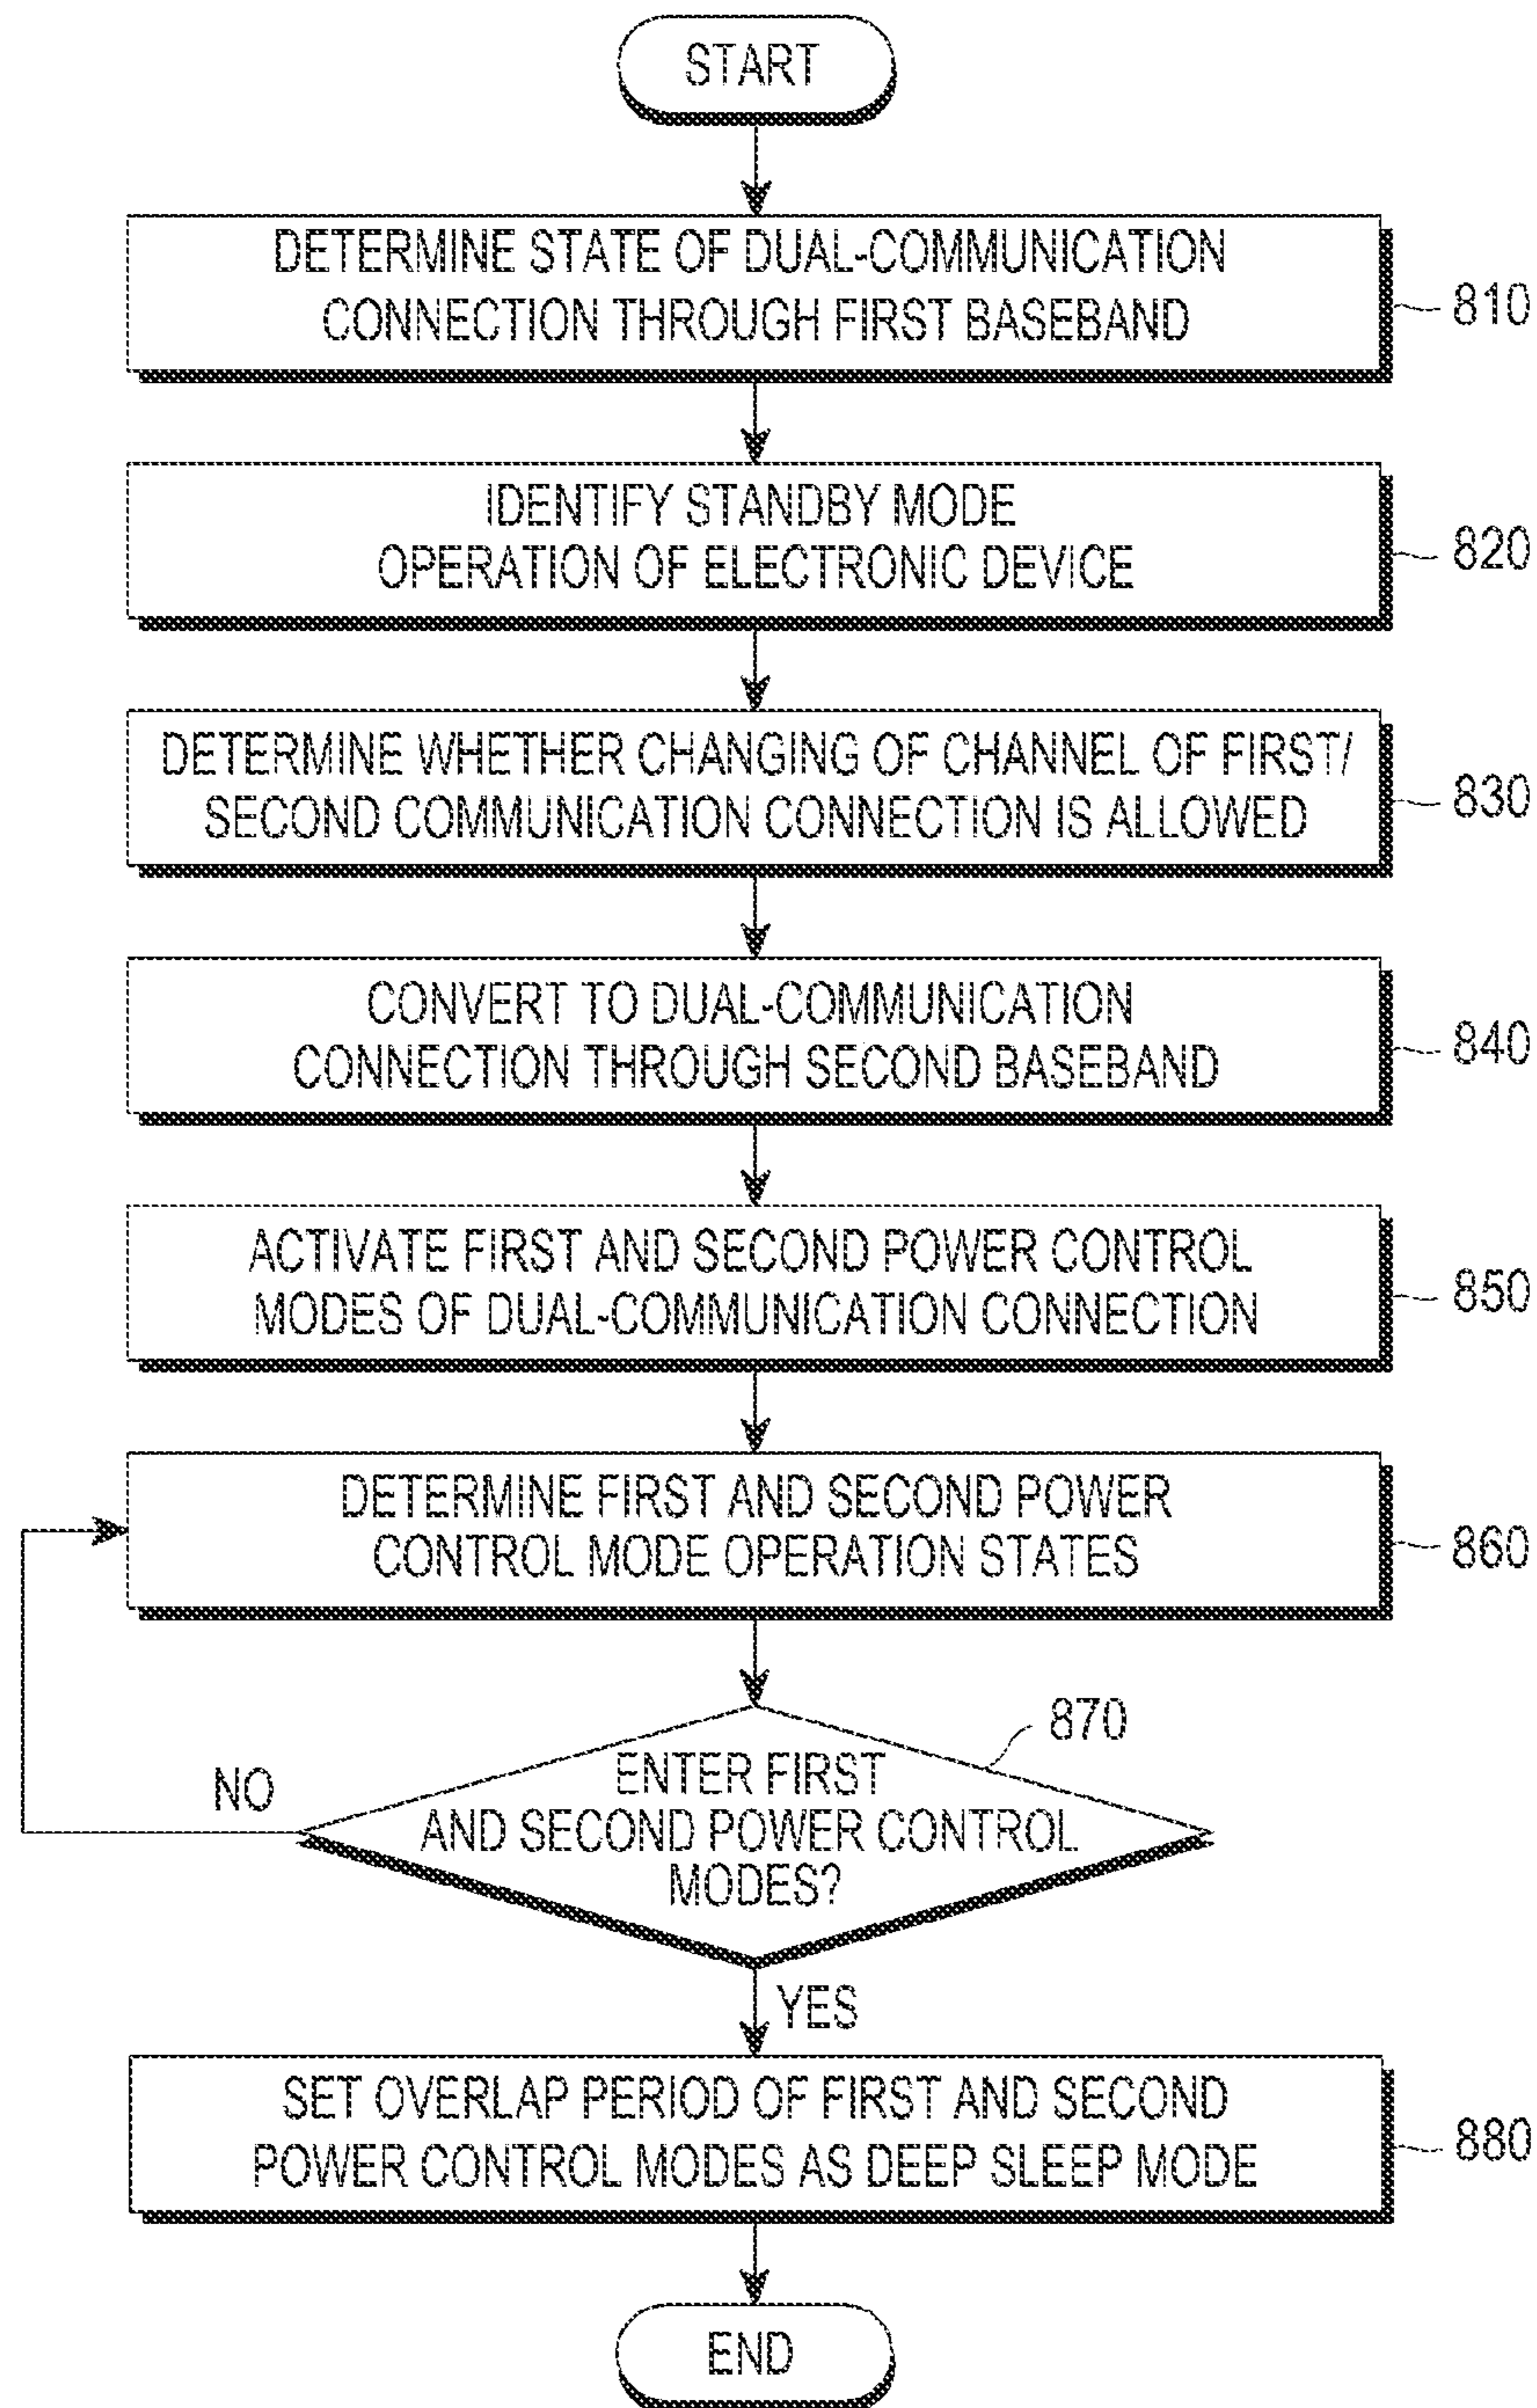 START
DETERMINE STATE OF DUAL-COMMUNICATION
CONNECTION THROUGH FIRST BASEBAND
810
IDENTIFY STANDBY MODE
OPERATION OF ELECTRONIC DEVICE
820
DETERMINE WHETHER CHANGING OF CHANNEL OF FIRST/
SECOND COMMUNICATION CONNECTION IS ALLOWED
830
CONVERT TO DUAL-COMMUNICATION
CONNECTION THROUGH SECOND BASEBAND
840
ACTIVATE FIRST AND SECOND POWER CONTROL
MODES OF DUAL-COMMUNICATION CONNECTION
850
DETERMINE FIRST AND SECOND POWER
CONTROL MODE OPERATION STATES
860
870
ENTER FIRST
AND SECOND POWER CONTROL
MODES?
NO
YES
SET OVERLAP PERIOD OF FIRST AND SECOND
POWER CONTROL MODES AS DEEP SLEEP MODE
880
END